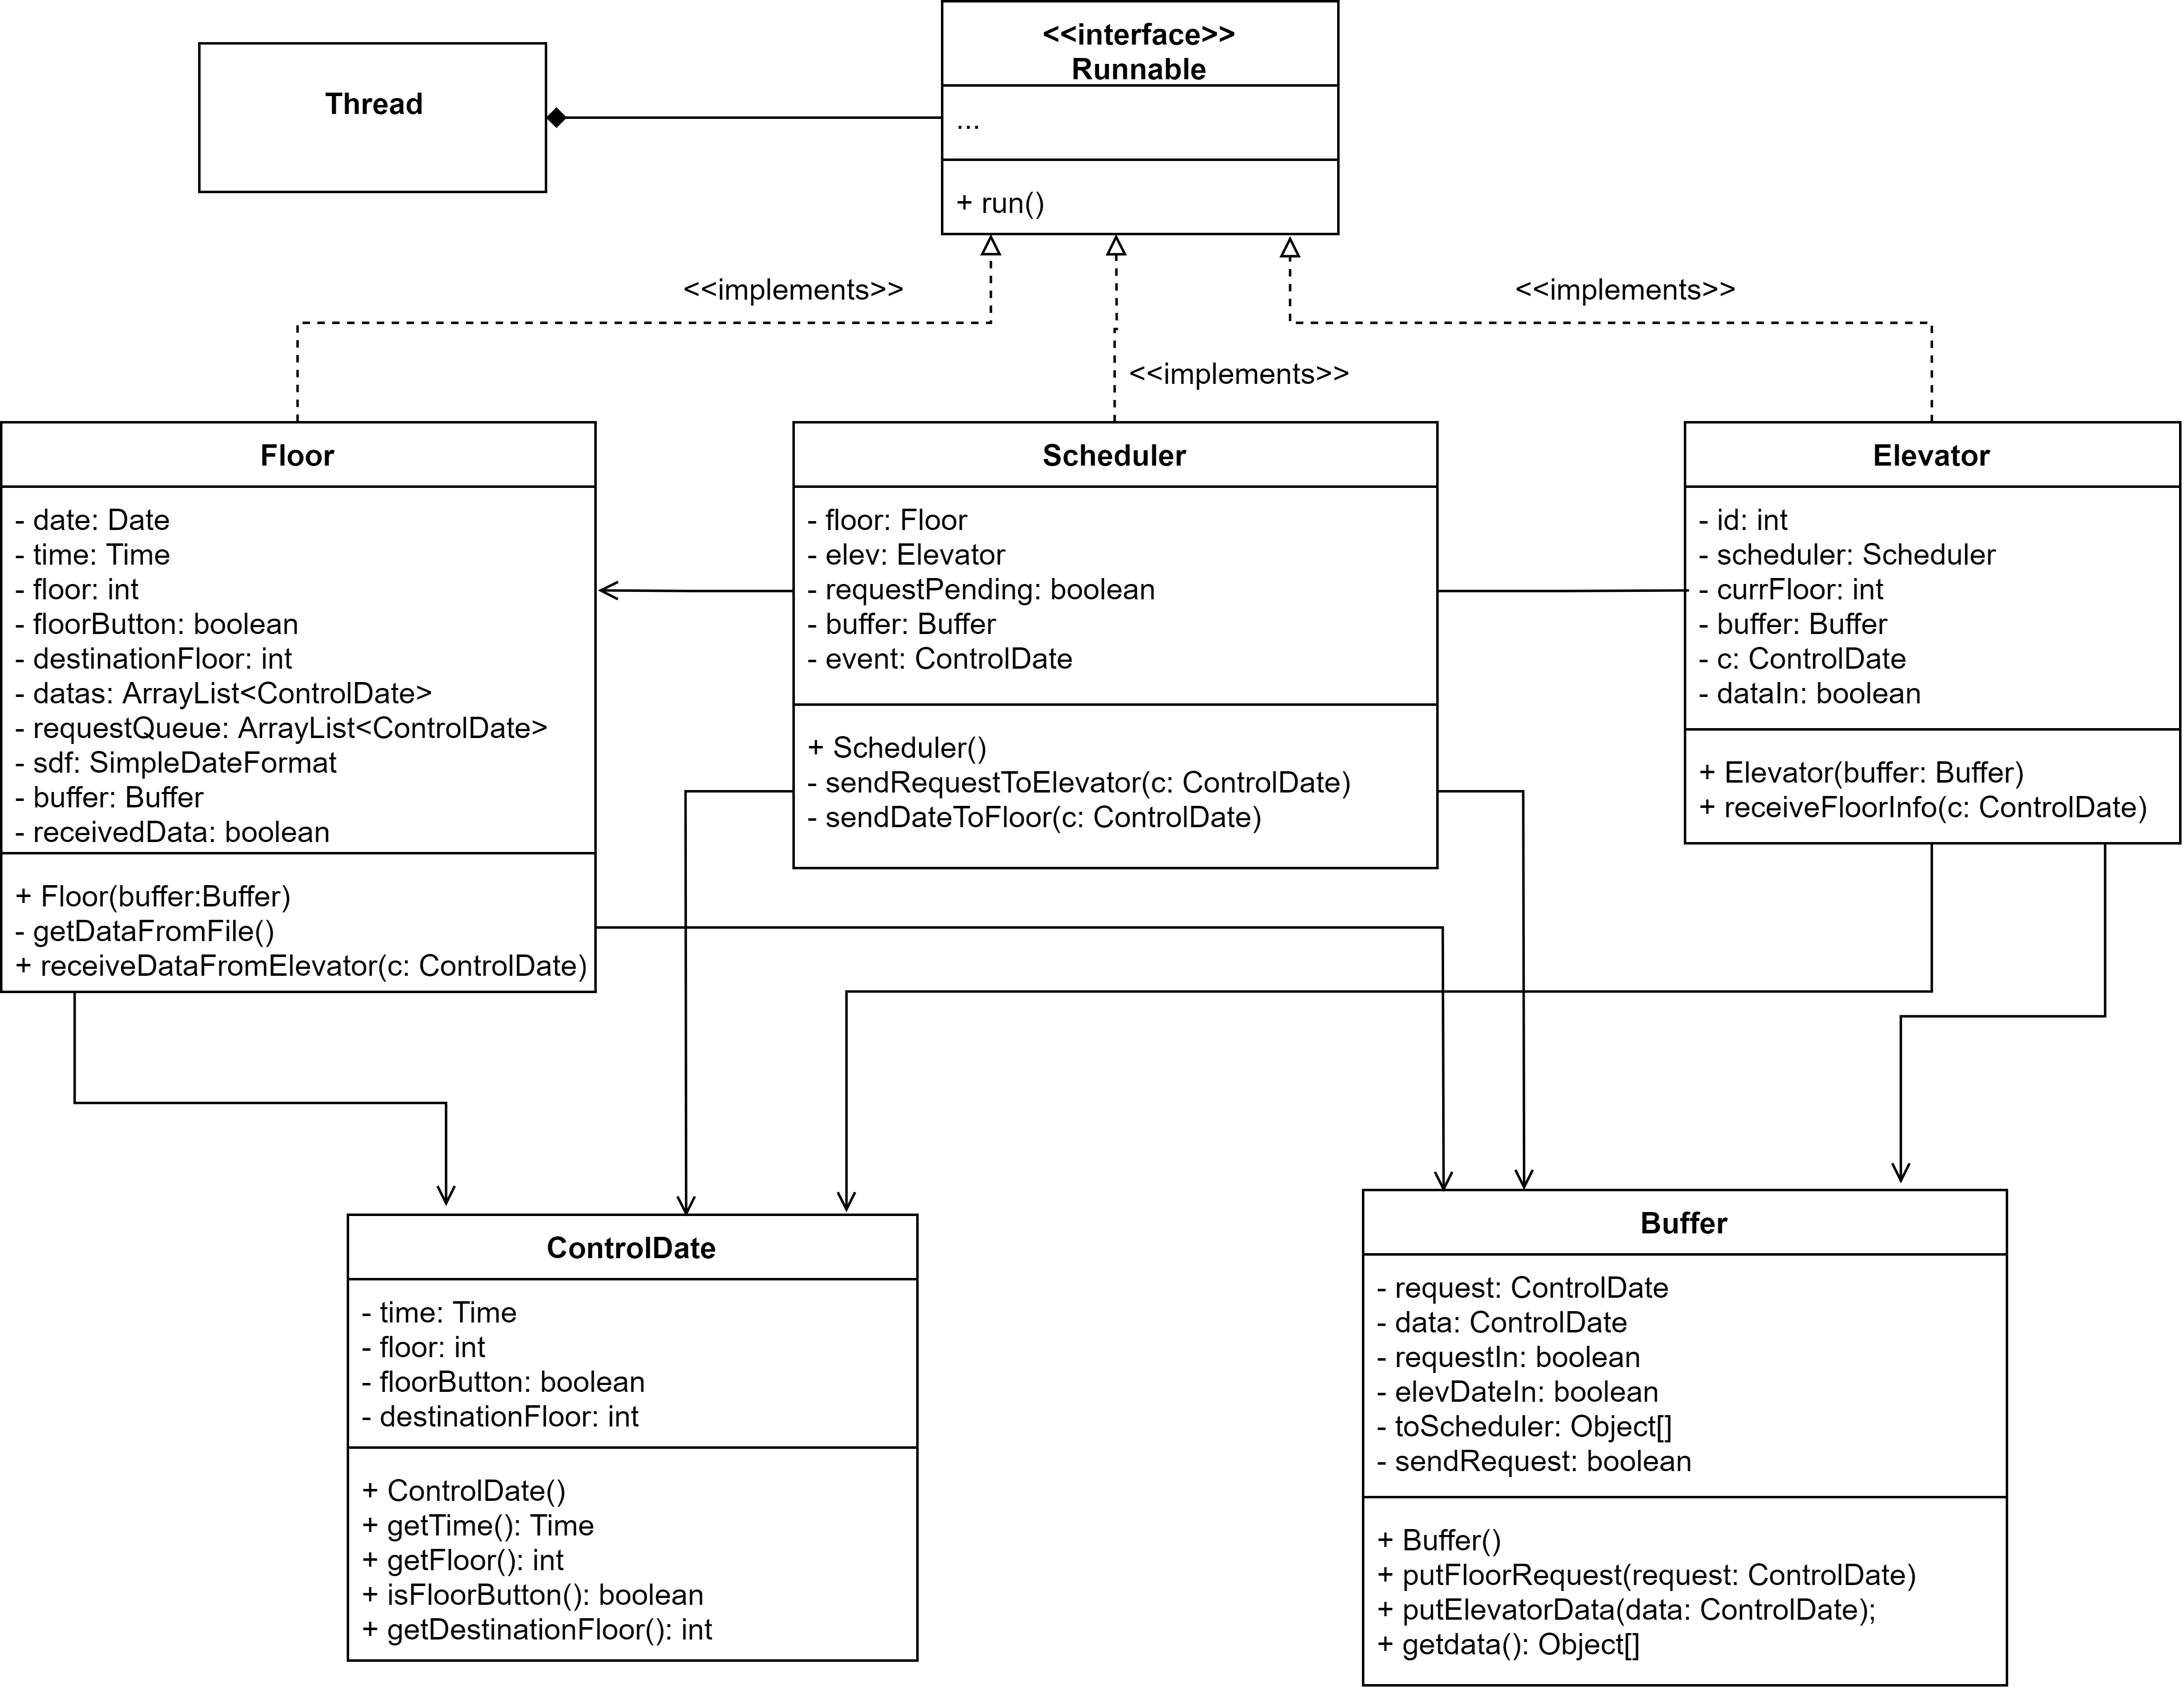 Thread
<<interface>>
Runnable
...
+ run()
<<implements>>
<<implements>>
<<implements>>
Floor
- date: Date
- time: Time
- floor: int
- floorButton: boolean
- destinationFloor: int
- datas: ArrayList<ControlDate>
- requestQueue: ArrayList<ControlDate>
- sdf: SimpleDateFormat
- buffer: Buffer
- receivedData: boolean
+ Floor(buffer:Buffer)
- getDataFromFile()
+ receiveDataFromElevator(c: ControlDate)
Scheduler
- floor: Floor
- elev: Elevator
- requestPending: boolean
- buffer: Buffer
- event: ControlDate
+ Scheduler()
- sendRequestToElevator(c: ControlDate)
- sendDateToFloor(c: ControlDate)
Elevator
- id: int
- scheduler: Scheduler
- currFloor: int
- buffer: Buffer
- c: ControlDate
- dataIn: boolean
+ Elevator(buffer: Buffer)
+ receiveFloorInfo(c: ControlDate)
ControlDate
- time: Time
- floor: int
- floorButton: boolean
- destinationFloor: int
+ ControlDate()
+ getTime(): Time
+ getFloor(): int
+ isFloorButton(): boolean
+ getDestinationFloor(): int
Buffer
- request: ControlDate
- data: ControlDate
- requestIn: boolean
- elevDateIn: boolean
- toScheduler: Object[]
- sendRequest: boolean
+ Buffer()
+ putFloorRequest(request: ControlDate)
+ putElevatorData(data: ControlDate);
+ getdata(): Object[]